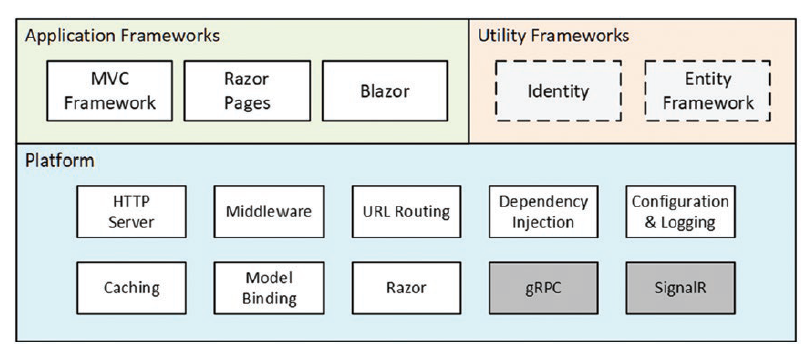 Application Frameworks
Utility Frameworks
MVC
Framework
Razor
Pages
Blazor
Identity
Entity
Framework
Platform
HTTP
Server
Middleware
URL Routing
Dependency
Injection
Configuration
& Logging
Caching
Model
Binding
Razor
gRPC
SignalR